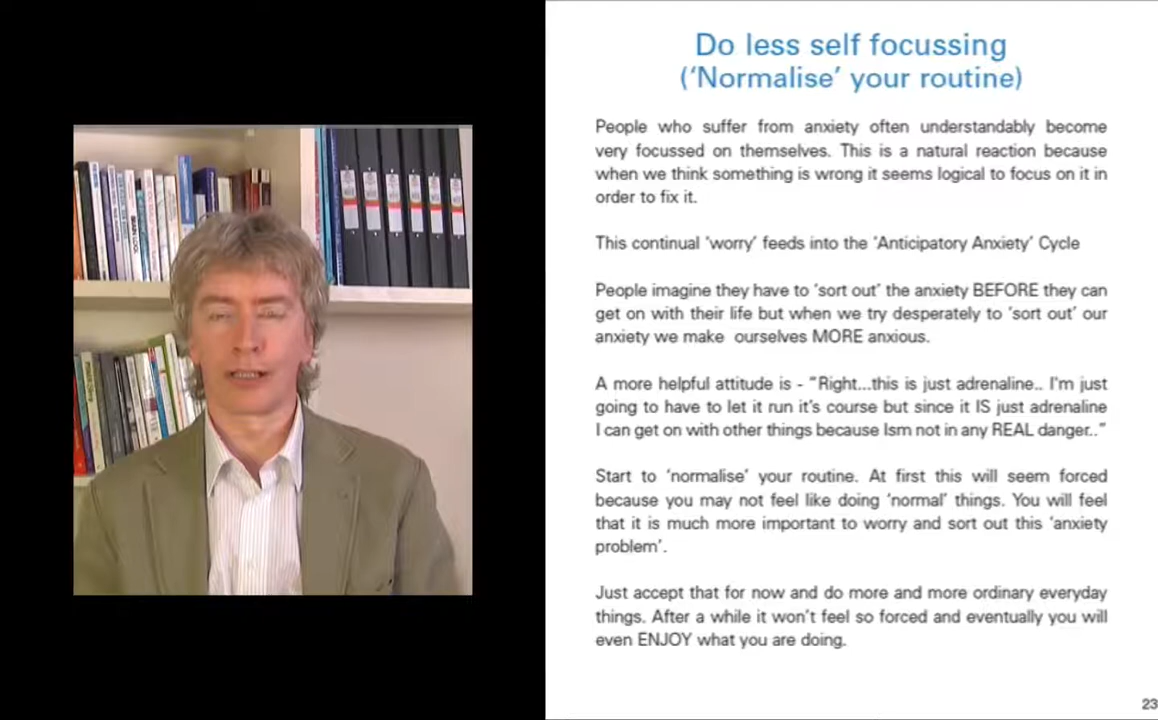 Do less self focussing
('Normalise' your routine)
People who suffer from anxiety often understandably become
very focussed on themselves. This is a natural reaction because
when we think something is wrong it seems logical to focus on it in
order to fix it.
This continual 'worry' feeds into the 'Anticipatory Anxiety' Cycle
People imagine they have to 'sort out' the anxiety BEFORE they can
get on with their life but when we try desperately to 'sort out' our
anxiety we make ourselves MORE anxious.
A more helpful attitude is - "Right...this is just adrenaline.. I'm just
going to have to let it run it's course but since it IS just adrenaline
I can get on with other things because Ism not in any REAL danger.."
Start to 'normalise' your routine. At first this will seem forced
because you may not feel like doing 'normal' things. You will feel
that it is much more important to worry and sort out this 'anxiety
problem'.
Just accept that for now and do more and more ordinary everyday
things. After a while it won't feel so forced and eventually you will
even ENJOY what you are doing.
23
BRAIN LOCK